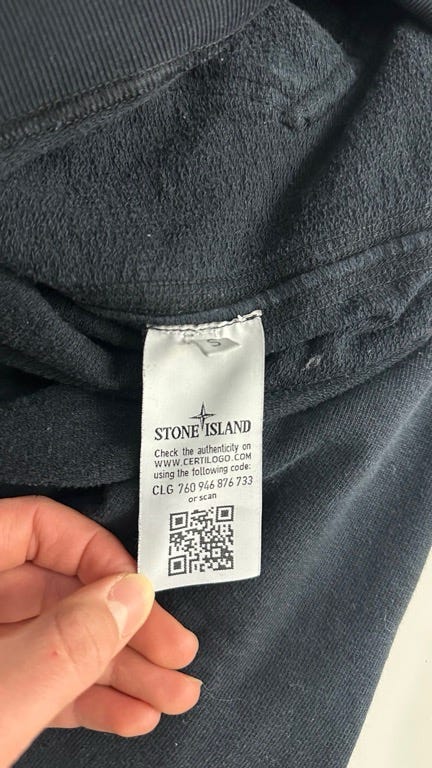 S
STONE ISLAND
Check the authenticity on
WWW.CERTILOGO.COM
using the following code:
CLG 760 946 876 733
or scan